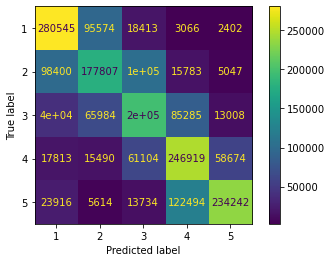 1 280545 95574 18413 3066 2402
2 98400 177807 1e+05 15783 5047
3 4e+04 65984 2e+05 85285 13008
4 17813 15490 61104 246919 58674
5 23916 5614 13734 122494 234242
1 2 3 4 5
Predicted label
True label
250000
200000
150000
100000
50000